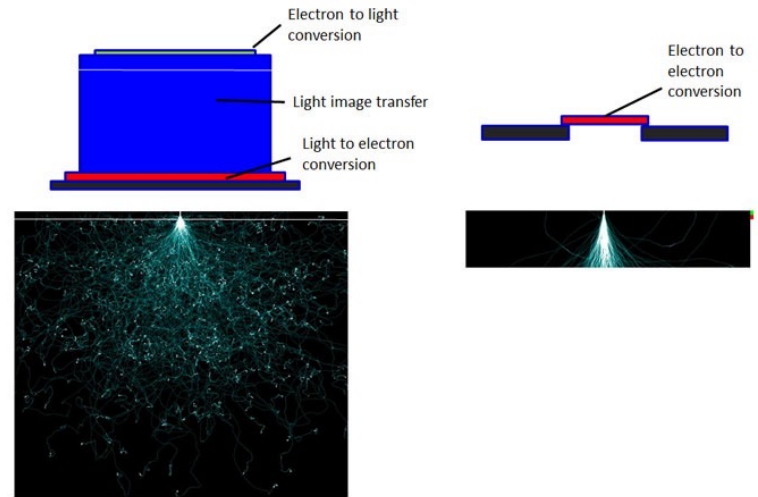 Electron to light
conversion
Light image transfer
Light to electron
conversion
Electron to
electron
conversion